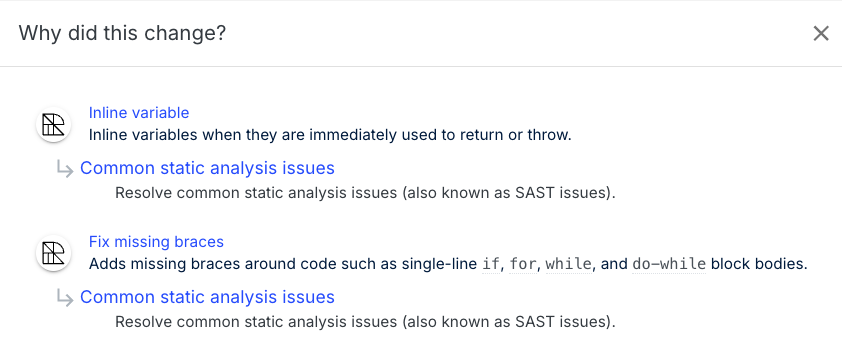 Why did this change?
Inline variable
Inline variables when they are immediately used to return or throw.
Common static analysis issues
Resolve common static analysis issues (also known as SAST issues).
Fix missing braces
Adds missing braces around code such as single-line if, for, while, and do-while block bodies.
Common static analysis issues
Resolve common static analysis issues (also known as SAST issues).